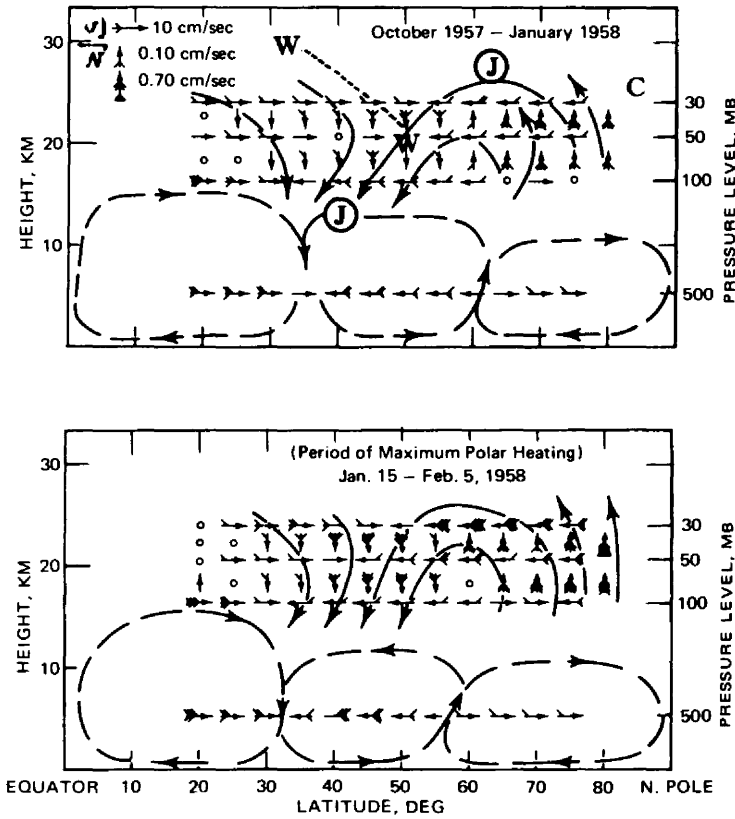 October 1957 – January 1958
10 cm/sec
0.10 cm/sec
0.70 cm/sec
W
J
C
W
J
30
20
10
HEIGHT, KM
30
50
100
500
PRESSURE LEVEL, MB
(Period of Maximum Polar Heating)
Jan. 15 – Feb. 5, 1958
30
20
10
HEIGHT, KM
30
50
100
500
PRESSURE LEVEL, MB
EQUATOR 10 20 30 40 50 60 70 80 N. POLE
LATITUDE, DEG